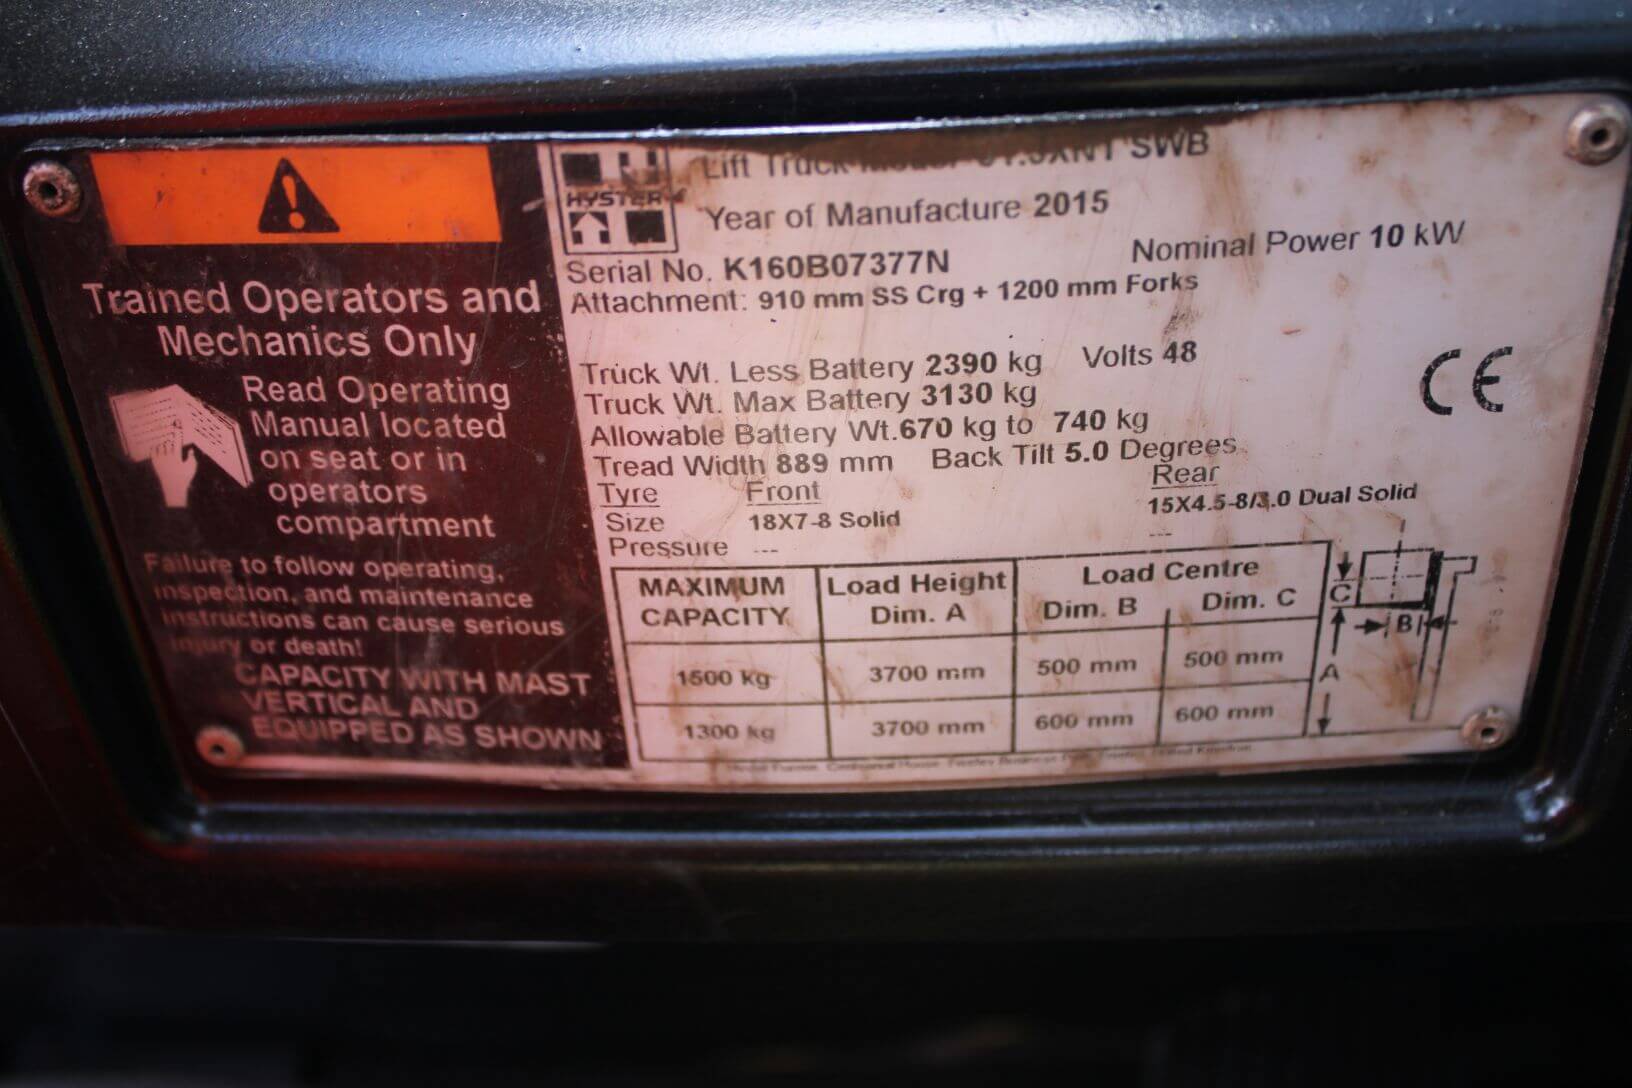 Trained Operators and
Mechanics Only
Read Operating
Manual located
on seat or in
operators
compartment
Failure to follow operating,
inspection, and maintenance
instructions can cause serious
injury or death!
CAPACITY WITH MAST
VERTICAL AND
EQUIPPED AS SHOWN
HYSTER
Lift Truck Model SWB
Year of Manufacture 2015
Nominal Power 10 kW
Serial No. K160B07377N
Attachment: 910 mm SS Crg + 1200 mm Forks
Truck Wt. Less Battery 2390 kg Volts 48
Truck Wt. Max Battery 3130 kg
Allowable Battery Wt.670 kg to 740 kg
Tread Width 889 mm Back Tilt 5.0 Degrees
Tyre Front Rear
Size 18X7-8 Solid 15X4.5-8/3.0 Dual Solid
Pressure --- ---
MAXIMUM CAPACITY Load Height Dim. A Load Centre
Dim. B Dim. C
1500 kg 3700 mm 500 mm 500 mm
1300 kg 3700 mm 600 mm 600 mm
C
B
A
CE